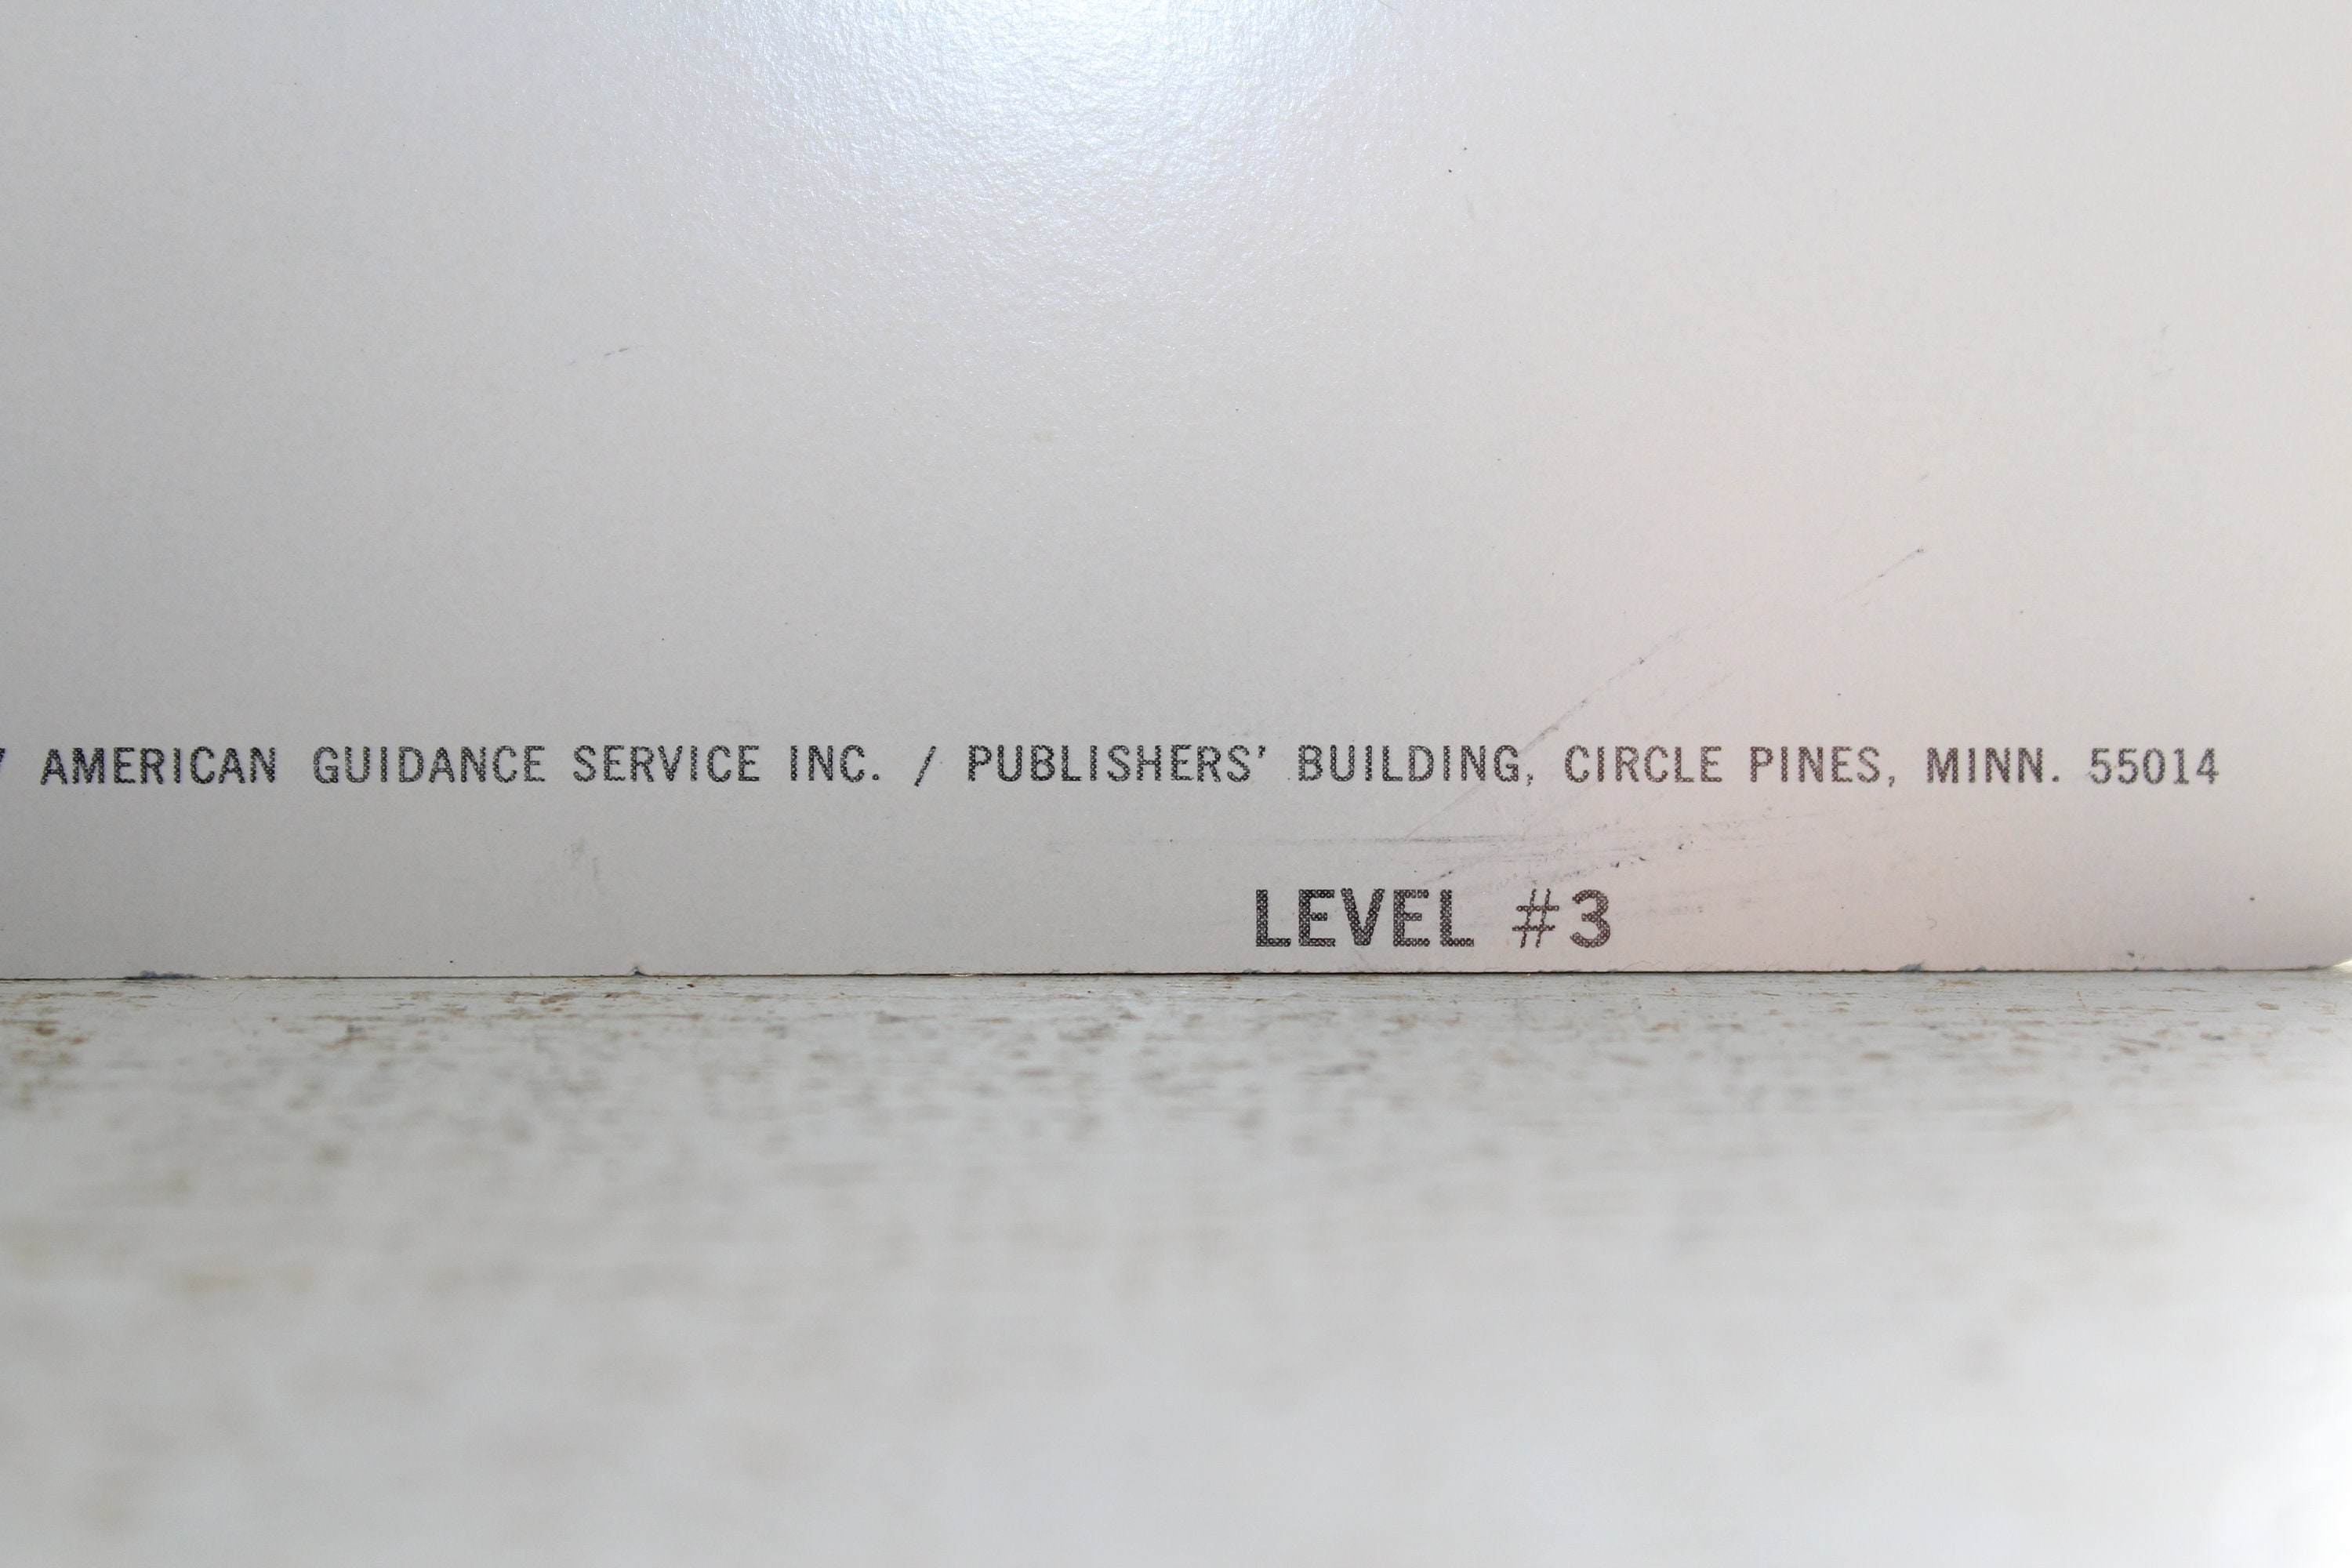 AMERICAN GUIDANCE SERVICE INC. / PUBLISHERS' BUILDING, CIRCLE PINES, MINN. 55014
LEVEL #3